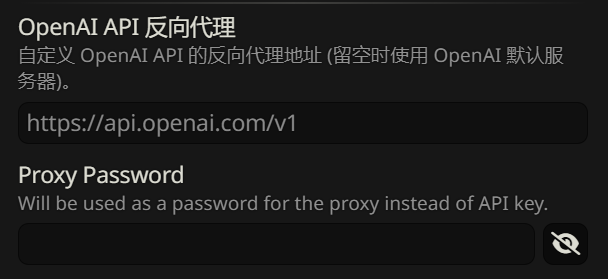 OpenAI API 反向代理
自定义 OpenAI API 的反向代理地址 (留空时使用 OpenAI 默认服
务器)。
https://api.openai.com/v1
Proxy Password
Will be used as a password for the proxy instead of API key.